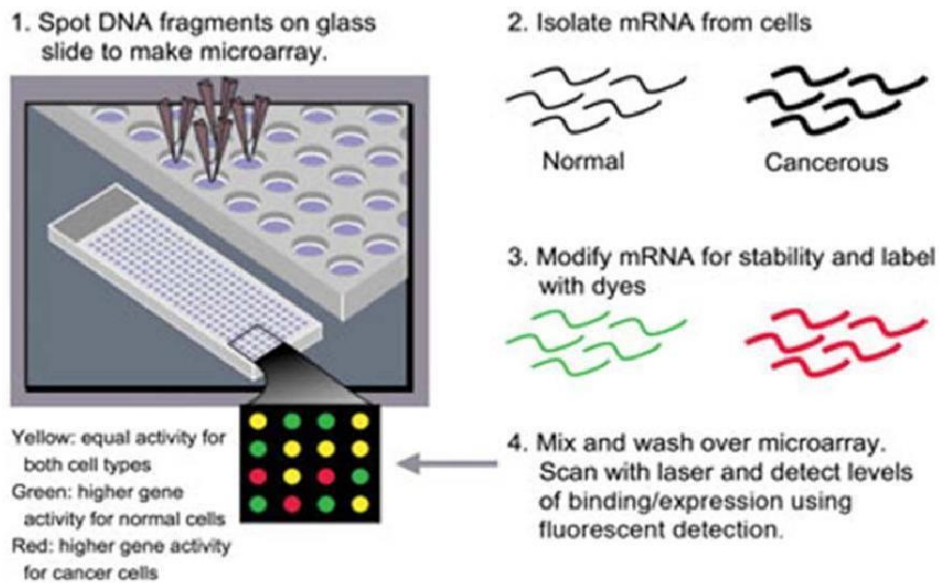 1. Spot DNA fragments on glass
slide to make microarray.
2. Isolate mRNA from cells
Normal
Cancerous
3. Modify mRNA for stability and label
with dyes
4. Mix and wash over microarray.
Scan with laser and detect levels
of binding/expression using
fluorescent detection.
Yellow: equal activity for
both cell types
Green: higher gene
activity for normal cells
Red: higher gene activity
for cancer cells